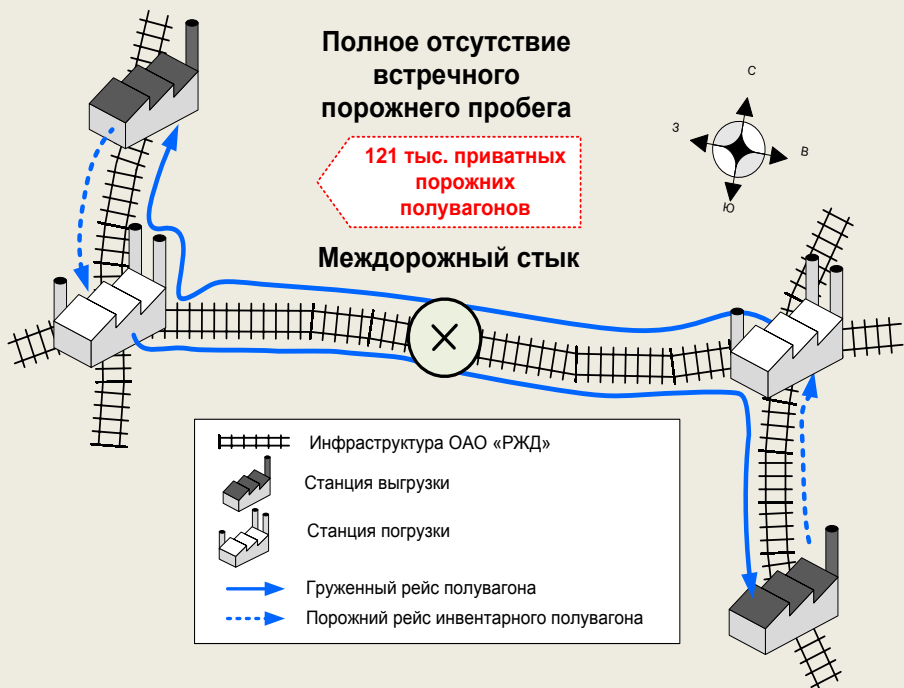 Полное отсутствие
встречного
порожнего пробега
121 тыс. приватных
порожних
полувагонов
С
З
В
Ю
Междорожный стык
Инфраструктура ОАО «РЖД»
Станция выгрузки
Станция погрузки
Груженный рейс полувагона
Порожний рейс инвентарного полувагона